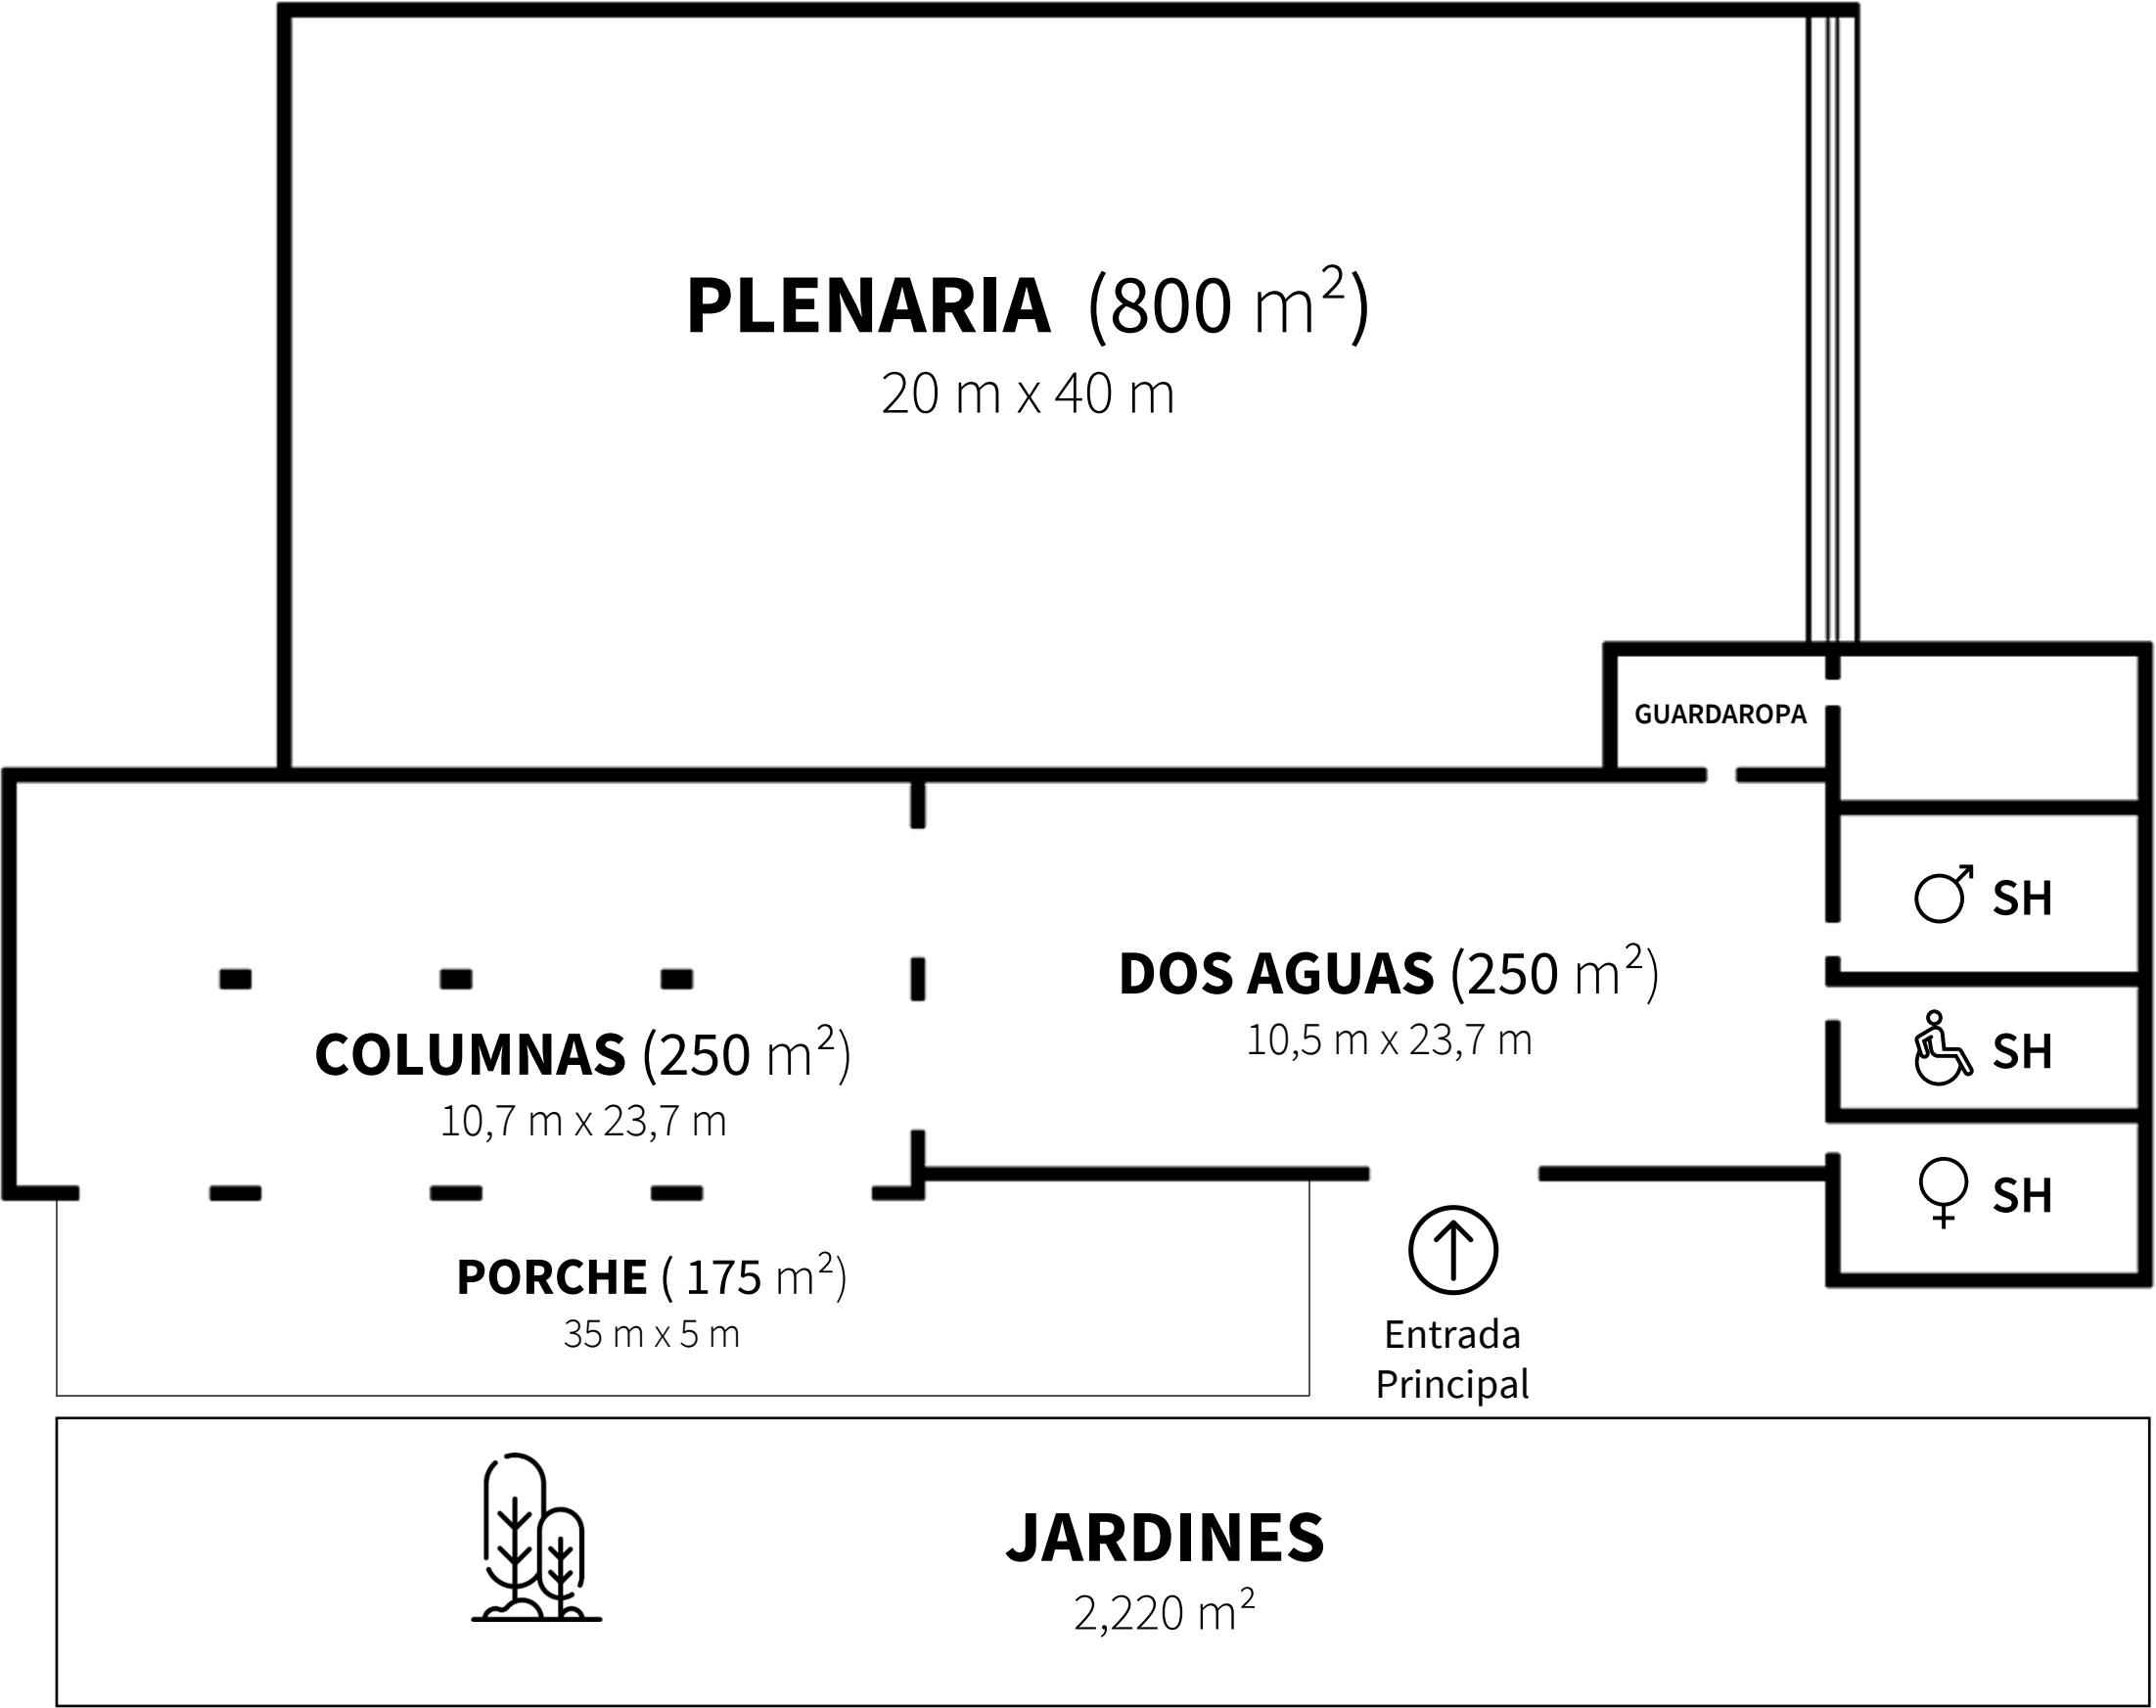 PLENARIA (800 m²)
20 m x 40 m
GUARDAROPA
SH
DOS AGUAS (250 m²)
10,5 m x 23,7 m
COLUMNAS (250 m²)
10,7 m x 23,7 m
SH
SH
PORCHE ( 175 m²)
35 m x 5 m
Entrada
Principal
JARDINES
2,220 m²